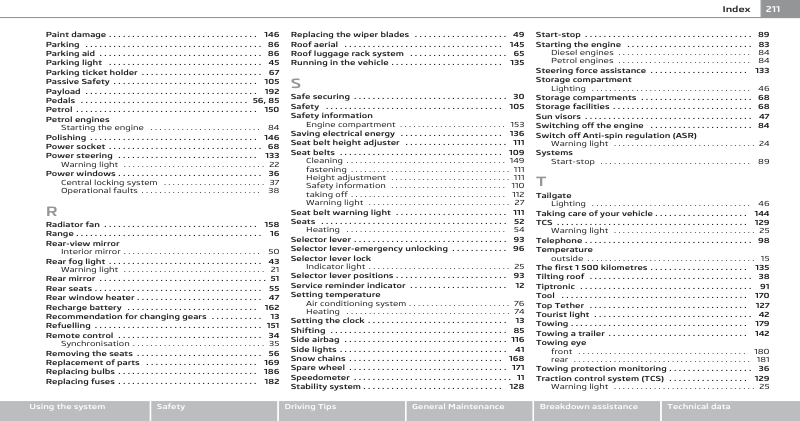 Index 211
Paint damage 146
Parking 86
Parking aid 86
Parking light 45
Parking ticket holder 67
Passive Safety 105
Payload 192
Pedals 56, 85
Petrol 150
Petrol engines
Starting the engine 84
Polishing 146
Power socket 68
Power steering 133
Warning light 22
Power windows 36
Central locking system 37
Operational faults 38
R
Radiator fan 158
Range 16
Rear-view mirror
Interior mirror 50
Rear fog light 43
Warning light 21
Rear mirror 51
Rear seats 55
Rear window heater 47
Recharge battery 162
Recommendation for changing gears 13
Refuelling 151
Remote control 34
Synchronisation 35
Removing the seats 56
Replacement of parts 169
Replacing bulbs 186
Replacing fuses 182
Replacing the wiper blades 49
Roof aerial 145
Roof luggage rack system 65
Running in the vehicle 135
S
Safe securing 30
Safety 105
Safety information
Engine compartment 153
Saving electrical energy 136
Seat belt height adjuster 111
Seat belts 109
Cleaning 149
fastening 111
Height adjustment 111
Safety information 110
taking off 112
Warning light 27
Seat belt warning light 111
Seats 52
Heating 54
Selector lever 93
Selector lever-emergency unlocking 96
Selector lever lock
Indicator light 25
Selector lever positions 93
Service reminder indicator 12
Setting temperature
Air conditioning system 76
Heating 74
Setting the clock 13
Shifting 85
Side airbag 116
Side lights 41
Snow chains 168
Spare wheel 171
Speedometer 11
Stability system 128
Start-stop 89
Starting the engine 83
Diesel engines 84
Petrol engines 84
Steering force assistance 133
Storage compartment
Lighting 46
Storage compartments 68
Storage facilities 68
Sun visors 47
Switching off the engine 84
Switch off Anti-spin regulation (ASR)
Warning light 24
Systems
Start-stop 89
T
Tailgate
Lighting 46
Taking care of your vehicle 144
TCS 129
Warning light 25
Telephone 98
Temperature
outside 15
The first 1 500 kilometres 135
Tilting roof 38
Tiptronic 91
Tool 170
Top Tether 127
Tourist light 42
Towing 179
Towing a trailer 142
Towing eye
front 180
rear 181
Towing protection monitoring 36
Traction control system (TCS) 129
Warning light 25
Using the system Safety Driving Tips General Maintenance Breakdown assistance Technical data